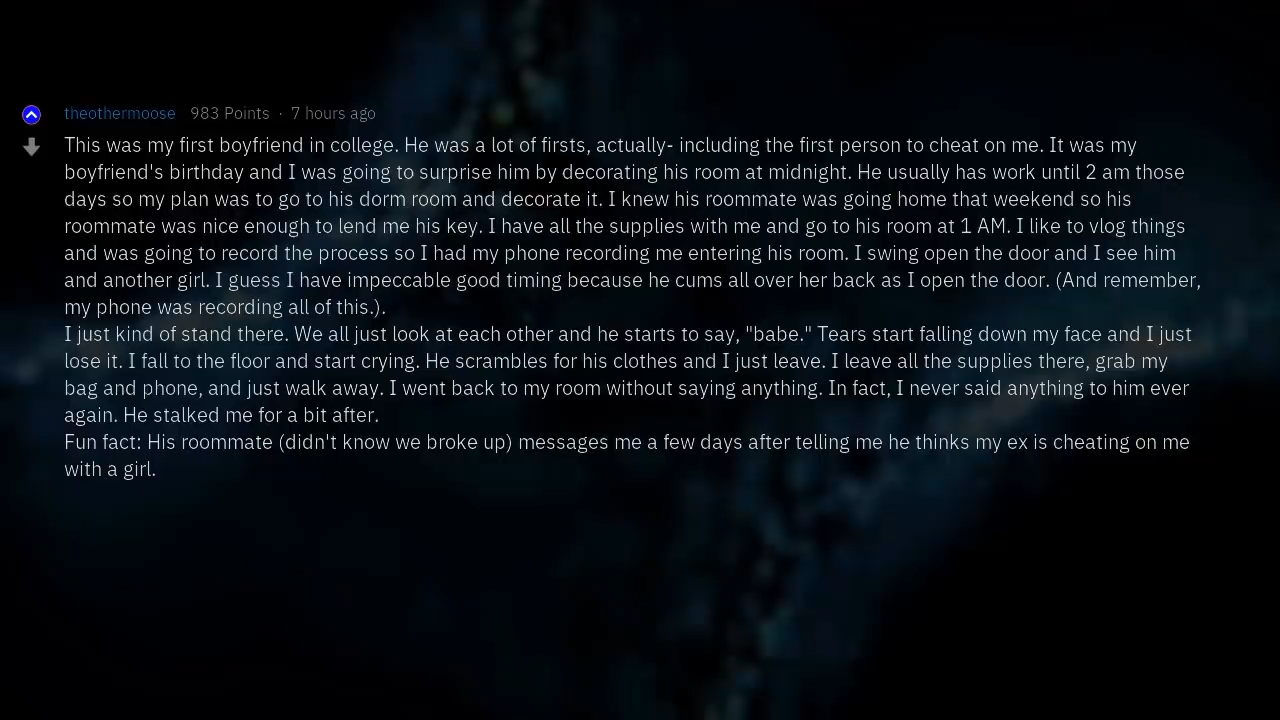 theothermoose 983 Points · 7 hours ago
This was my first boyfriend in college. He was a lot of firsts, actually- including the first person to cheat on me. It was my
boyfriend's birthday and I was going to surprise him by decorating his room at midnight. He usually has work until 2 am those
days so my plan was to go to his dorm room and decorate it. I knew his roommate was going home that weekend so his
roommate was nice enough to lend me his key. I have all the supplies with me and go to his room at 1 AM. I like to vlog things
and was going to record the process so I had my phone recording me entering his room. I swing open the door and I see him
and another girl. I guess I have impeccable good timing because he cums all over her back as I open the door. (And remember,
my phone was recording all of this.).
I just kind of stand there. We all just look at each other and he starts to say, "babe." Tears start falling down my face and I just
lose it. I fall to the floor and start crying. He scrambles for his clothes and I just leave. I leave all the supplies there, grab my
bag and phone, and just walk away. I went back to my room without saying anything. In fact, I never said anything to him ever
again. He stalked me for a bit after.
Fun fact: His roommate (didn't know we broke up) messages me a few days after telling me he thinks my ex is cheating on me
with a girl.